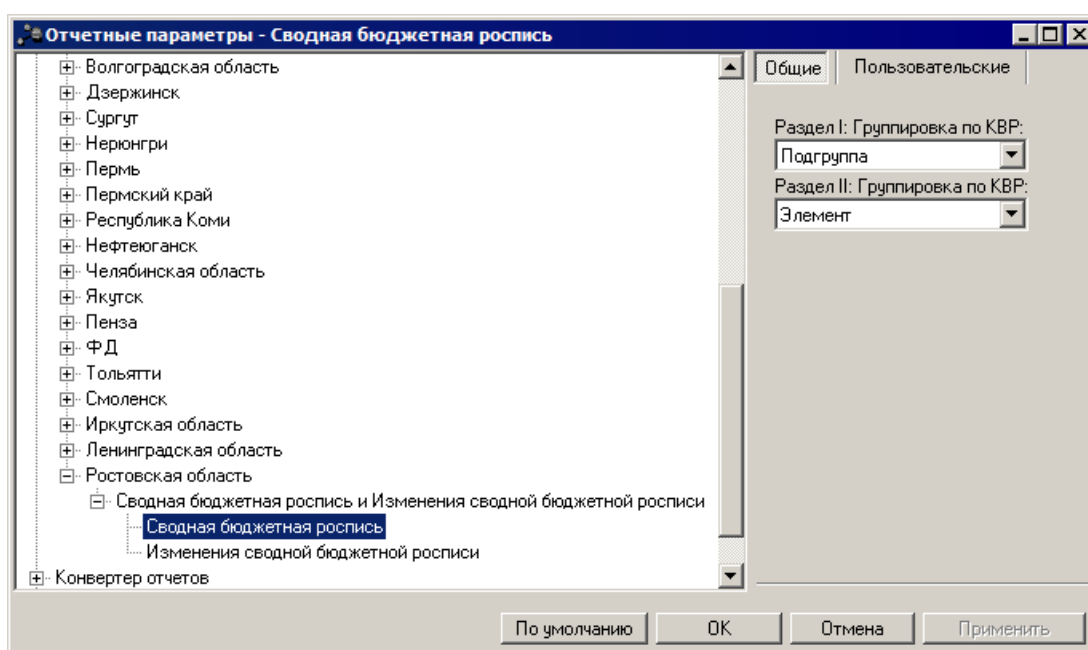 Отчетные параметры - Сводная бюджетная роспись
Волгоградская область
Дзержинск
Сургут
Нерюнгри
Пермь
Пермский край
Республика Коми
Нефтеюганск
Челябинская область
Якутск
Пенза
ФД
Тольятти
Смоленск
Иркутская область
Ленинградская область
Ростовская область
Сводная бюджетная роспись и Изменения сводной бюджетной росписи
Сводная бюджетная роспись
Изменения сводной бюджетной росписи
Конвертер отчетов
Общие Пользовательские
Раздел I: Группировка по КВР:
Подгруппа
Раздел II: Группировка по КВР:
Элемент
По умолчанию OK Отмена Применить